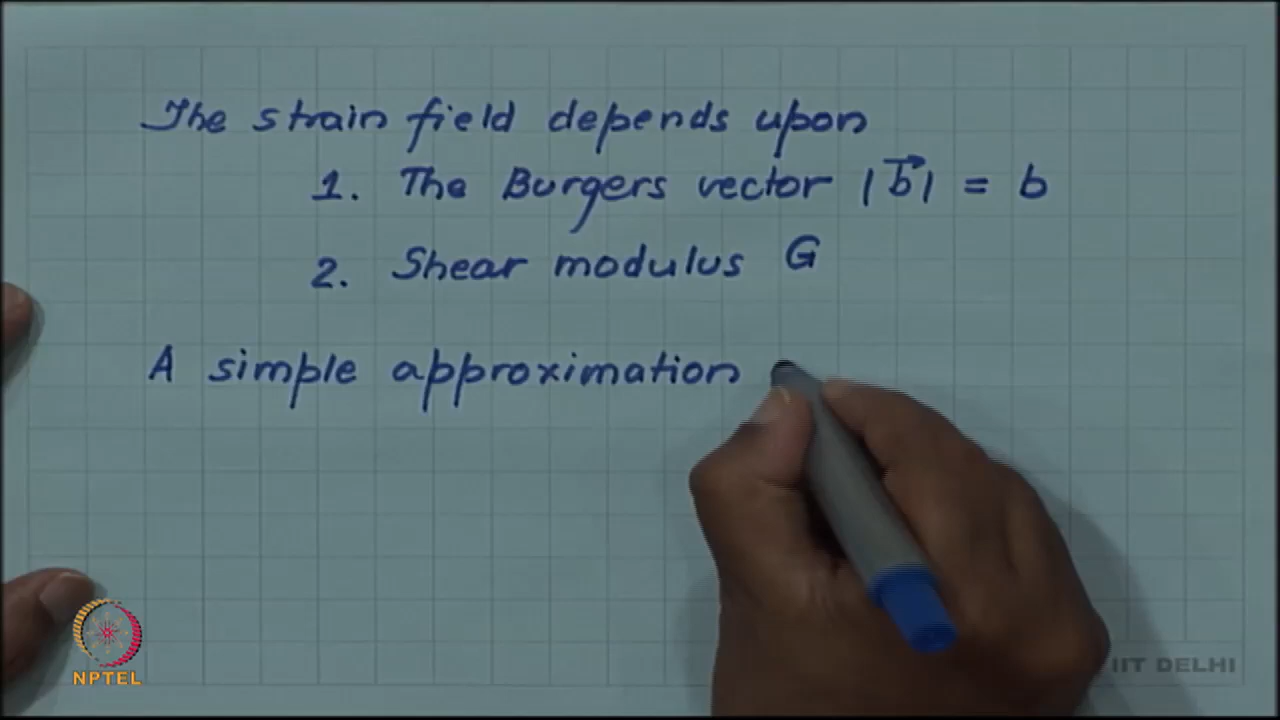 The strain field depends upon
1. The Burgers vector |b⃗| = b
2. Shear modulus G
A simple approximation
NPTEL
IIT DELHI